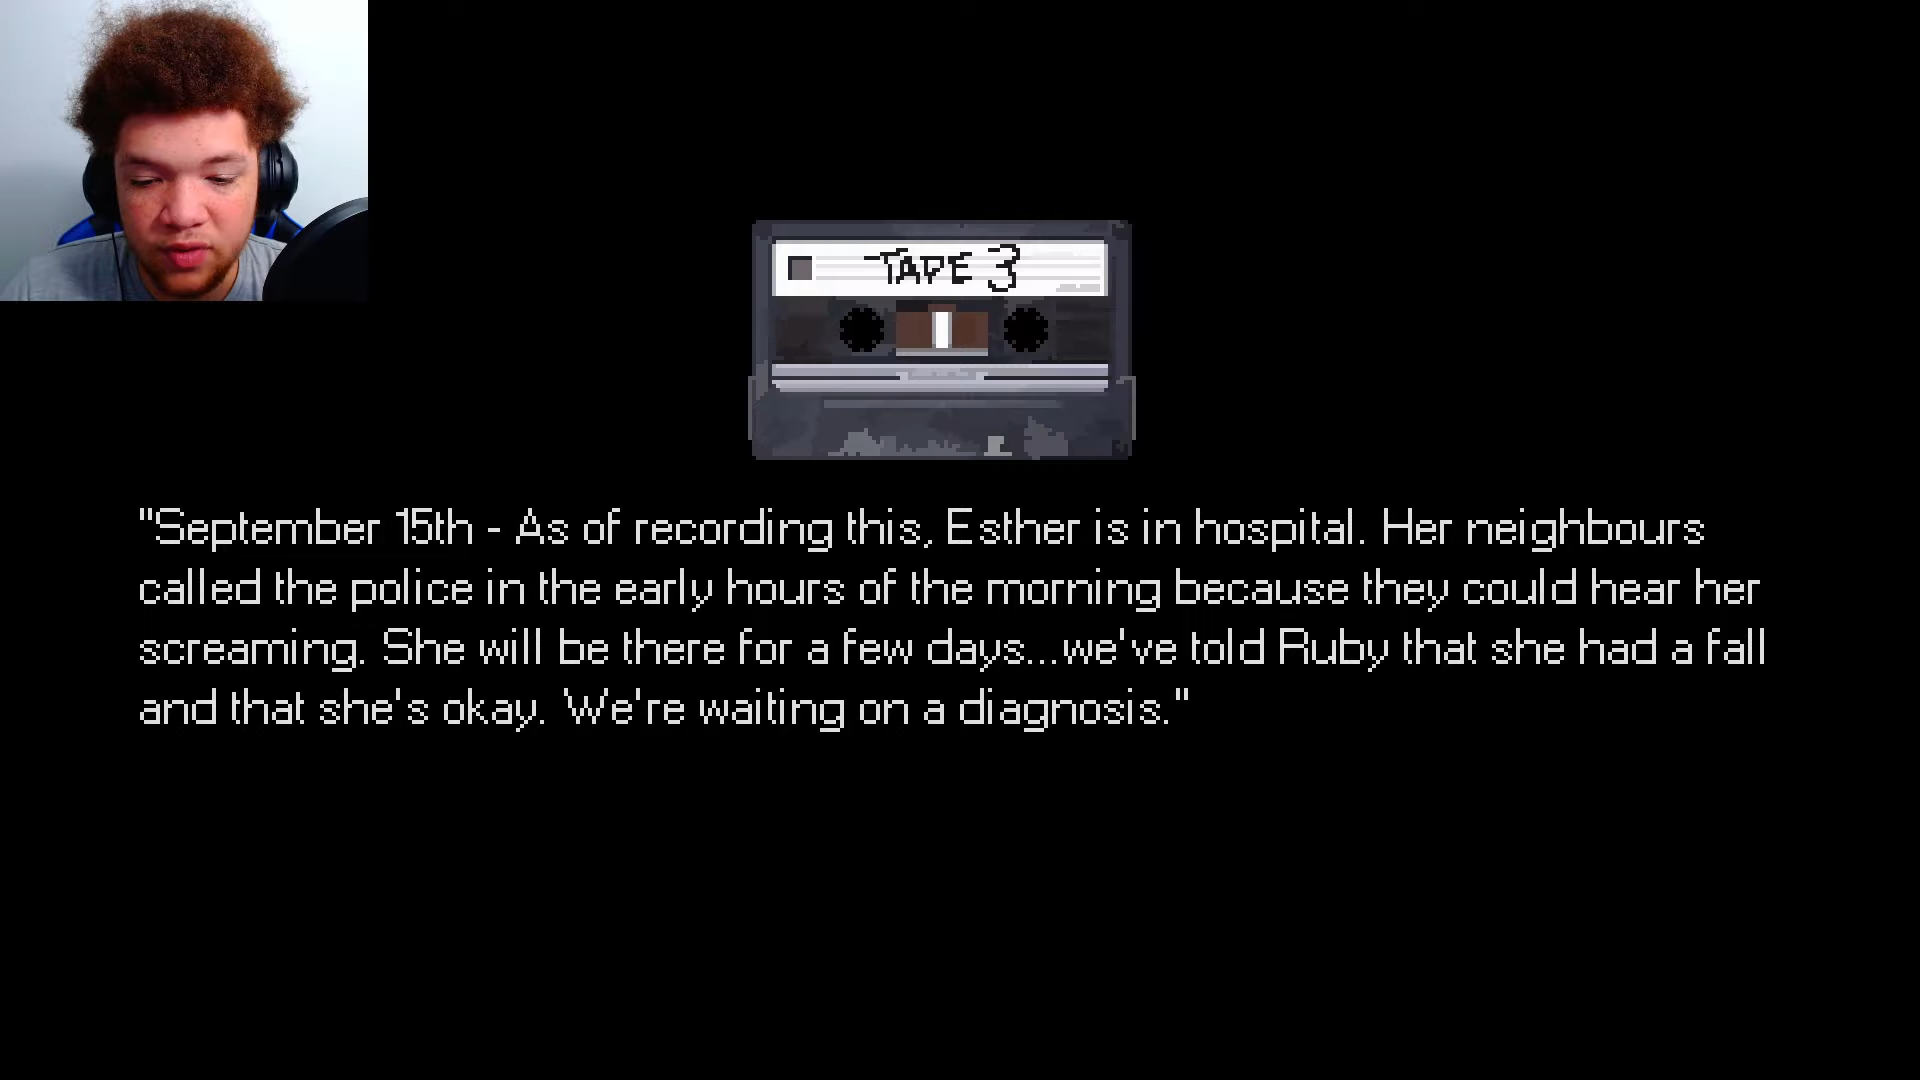 TAPE 3
"September 15th - As of recording this, Esther is in hospital. Her neighbours
called the police in the early hours of the morning because they could hear her
screaming. She will be there for a few days...we've told Ruby that she had a fall
and that she's okay. We're waiting on a diagnosis."